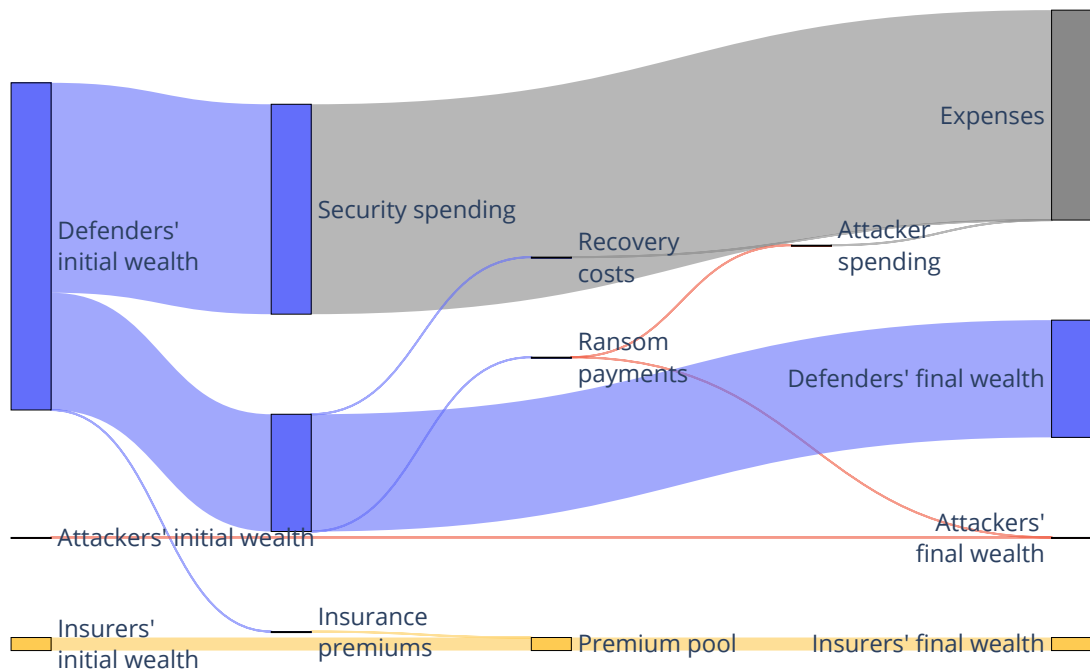 Expenses
Security spending
Defenders'
initial wealth
Recovery
costs
Attacker
spending
Ransom
payments
Defenders' final wealth
Attackers' initial wealth
Attackers'
final wealth
Insurers'
initial wealth
Insurance
premiums
Premium pool
Insurers' final wealth